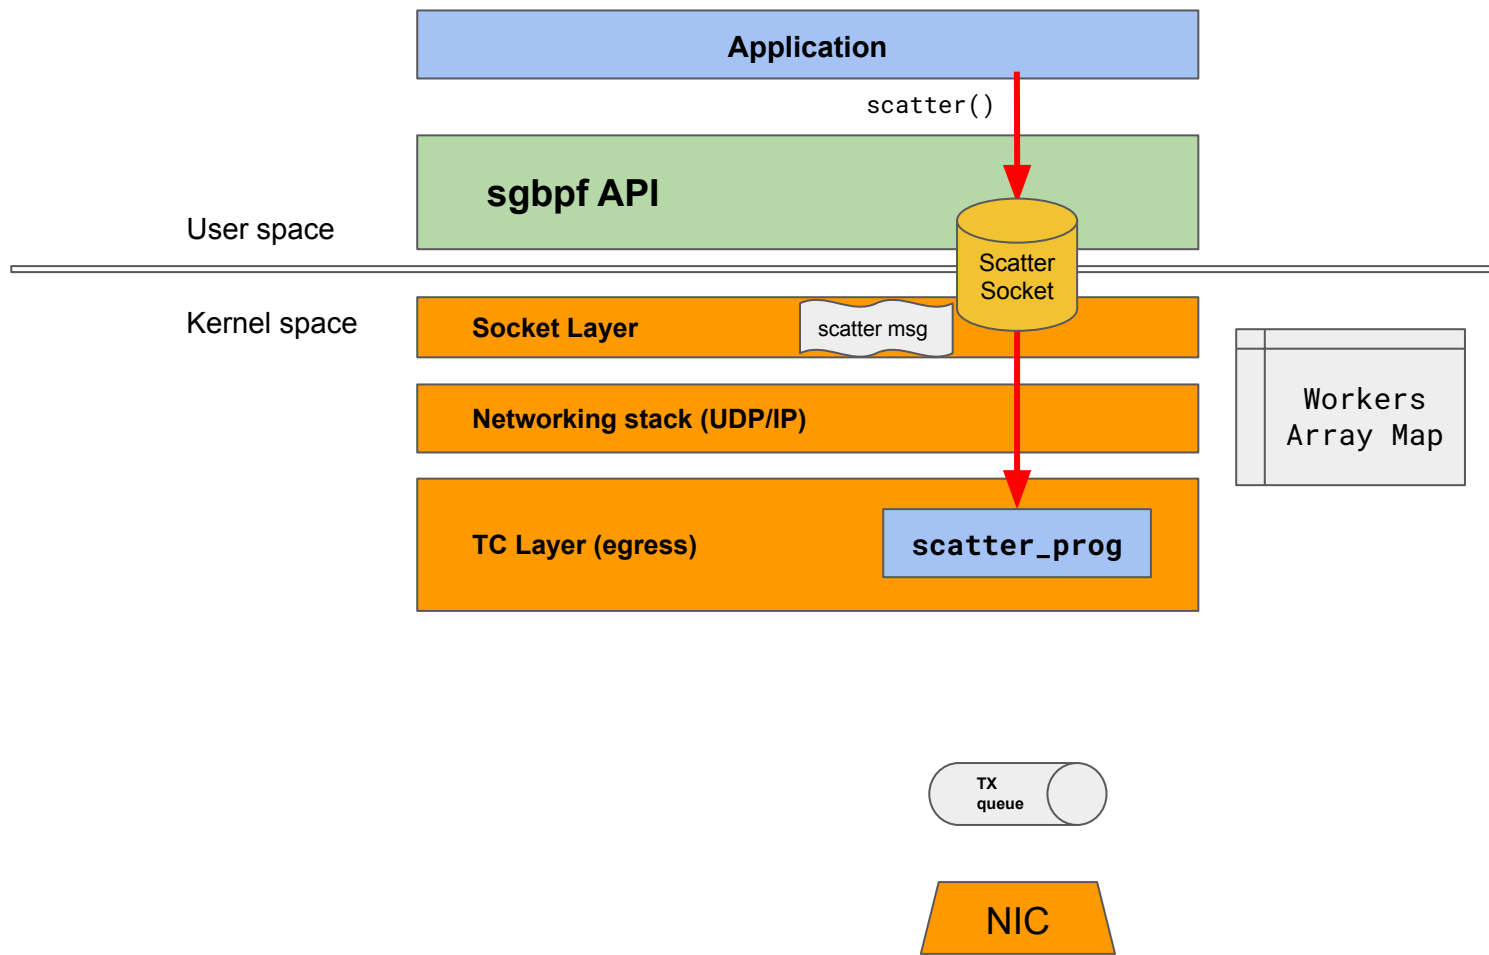 Application
scatter()
sgbpf API
User space
Scatter
Socket
Kernel space
Socket Layer
scatter msg
Networking stack (UDP/IP)
Workers
Array Map
TC Layer (egress)
scatter_prog
TX
queue
NIC